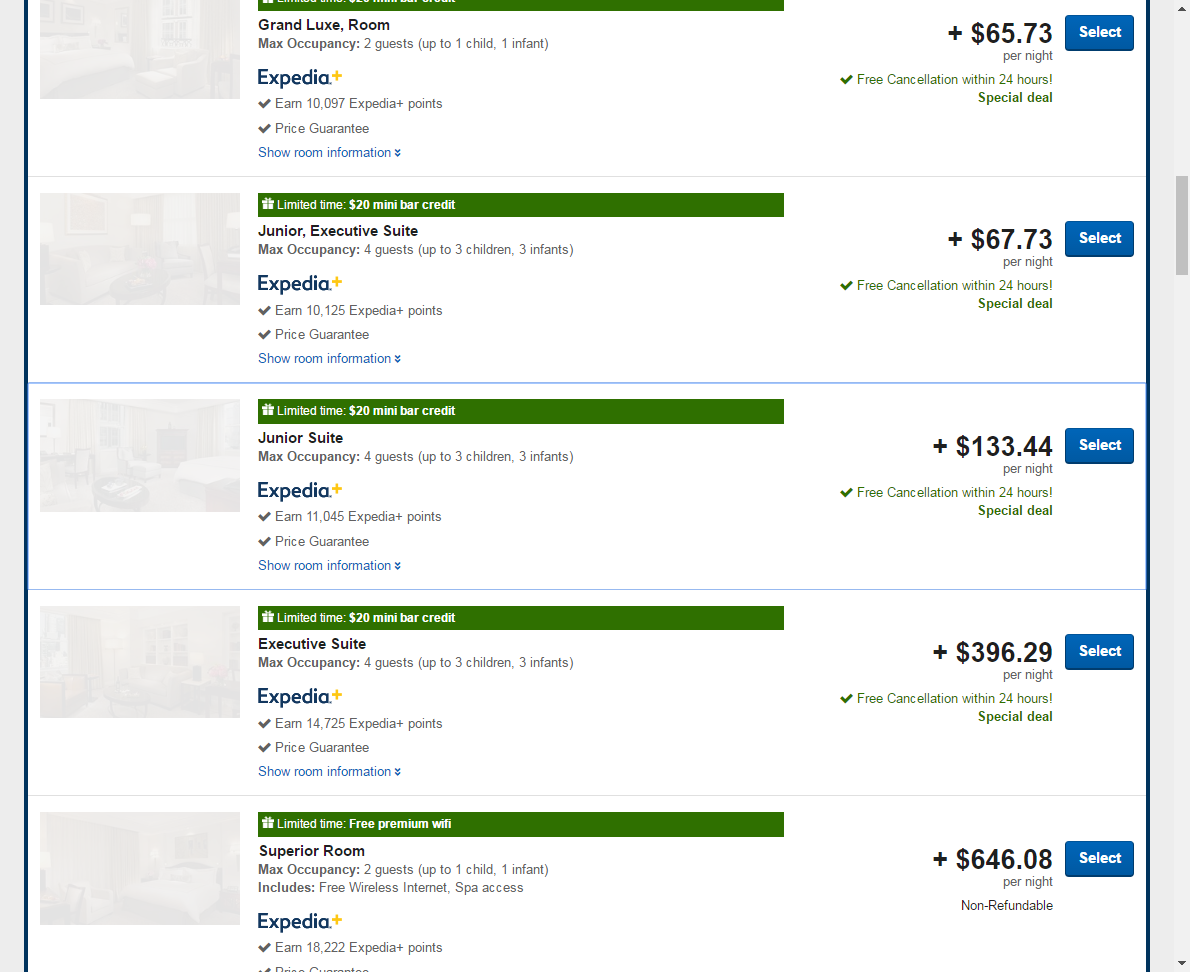 Limited time: $20 mini bar credit
Grand Luxe, Room
Max Occupancy: 2 guests (up to 1 child, 1 infant)
+ $65.73
Select
per night
Expedia+
Free Cancellation within 24 hours!
Special deal
Earn 10,097 Expedia+ points
Price Guarantee
Show room information
Limited time: $20 mini bar credit
Junior, Executive Suite
Max Occupancy: 4 guests (up to 3 children, 3 infants)
+ $67.73
Select
per night
Expedia+
Free Cancellation within 24 hours!
Special deal
Earn 10,125 Expedia+ points
Price Guarantee
Show room information
Limited time: $20 mini bar credit
Junior Suite
Max Occupancy: 4 guests (up to 3 children, 3 infants)
+ $133.44
Select
per night
Expedia+
Free Cancellation within 24 hours!
Special deal
Earn 11,045 Expedia+ points
Price Guarantee
Show room information
Limited time: $20 mini bar credit
Executive Suite
Max Occupancy: 4 guests (up to 3 children, 3 infants)
+ $396.29
Select
per night
Expedia+
Free Cancellation within 24 hours!
Special deal
Earn 14,725 Expedia+ points
Price Guarantee
Show room information
Limited time: Free premium wifi
Superior Room
Max Occupancy: 2 guests (up to 1 child, 1 infant)
Includes: Free Wireless Internet, Spa access
+ $646.08
Select
per night
Non-Refundable
Expedia+
Earn 18,222 Expedia+ points
Price Guarantee